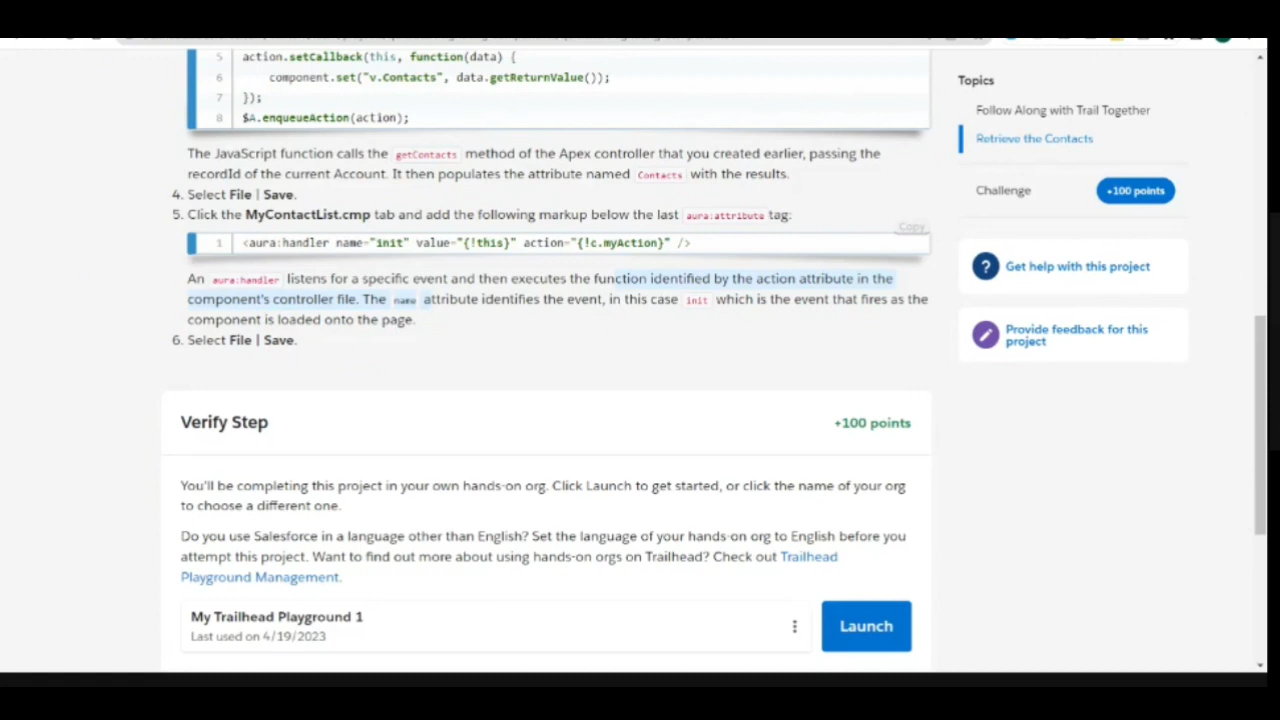 5 action.setCallback(this, function(data) {
6 component.set("v.Contacts", data.getReturnValue());
7 });
8 $A.enqueueAction(action);
The JavaScript function calls the getContacts method of the Apex controller that you created earlier, passing the
recordId of the current Account. It then populates the attribute named Contacts with the results.
4. Select File | Save.
5. Click the MyContactList.cmp tab and add the following markup below the last aura:attribute tag:
Copy
1 <aura:handler name="init" value="{!this}" action="{!c.myAction}" />
An aura:handler listens for a specific event and then executes the function identified by the action attribute in the
component's controller file. The name attribute identifies the event, in this case init which is the event that fires as the
component is loaded onto the page.
6. Select File | Save.
Verify Step
+100 points
You'll be completing this project in your own hands-on org. Click Launch to get started, or click the name of your org
to choose a different one.
Do you use Salesforce in a language other than English? Set the language of your hands-on org to English before you
attempt this project. Want to find out more about using hands-on orgs on Trailhead? Check out Trailhead
Playground Management.
My Trailhead Playground 1
Last used on 4/19/2023
Launch
Topics
Follow Along with Trail Together
Retrieve the Contacts
Challenge
+100 points
Get help with this project
Provide feedback for this
project